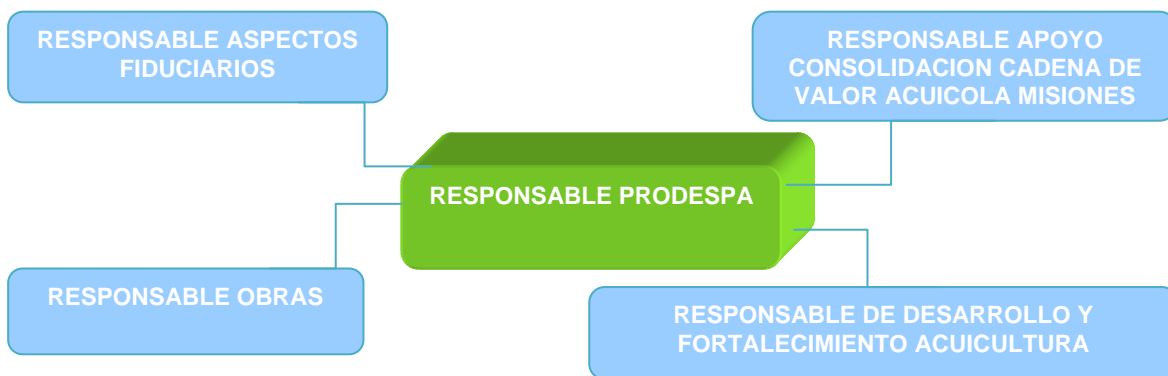 RESPONSABLE ASPECTOS
FIDUCIARIOS
RESPONSABLE APOYO
CONSOLIDACION CADENA DE
VALOR ACUICOLA MISIONES
RESPONSABLE PRODESPA
RESPONSABLE OBRAS
RESPONSABLE DE DESARROLLO Y
FORTALECIMIENTO ACUICULTURA